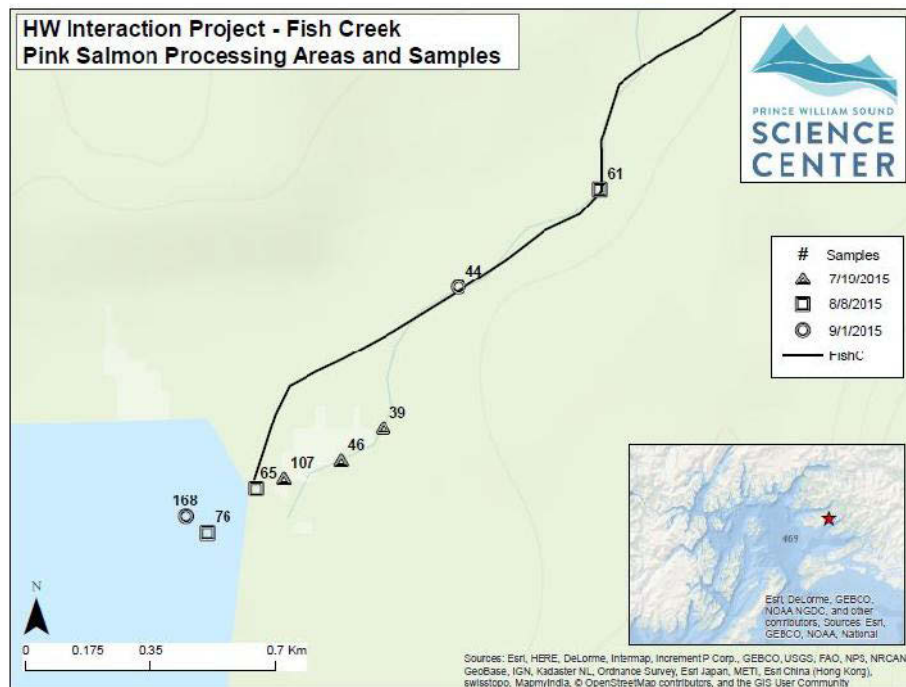 HW Interaction Project - Fish Creek
Pink Salmon Processing Areas and Samples
PRINCE WILLIAM SOUND
SCIENCE
CENTER
61
# Samples
7/19/2015
8/8/2015
9/1/2015
FishC
44
39
46
107
65
168
76
469
N
0 0.175 0.35 0.7 Km
Esri, DeLorme, GEBCO,
NOAA NGDC, and other
contributors, Sources: Esri,
GEBCO, NOAA, National
Sources: Esri, HERE, DeLorme, Intermap, increment P Corp., GEBCO, USGS, FAO, NPS, NRCAN,
GeoBase, IGN, Kadaster NL, Ordnance Survey, Esri Japan, METI, Esri China (Hong Kong),
swisstopo, MapmyIndia, © OpenStreetMap contributors, and the GIS User Community